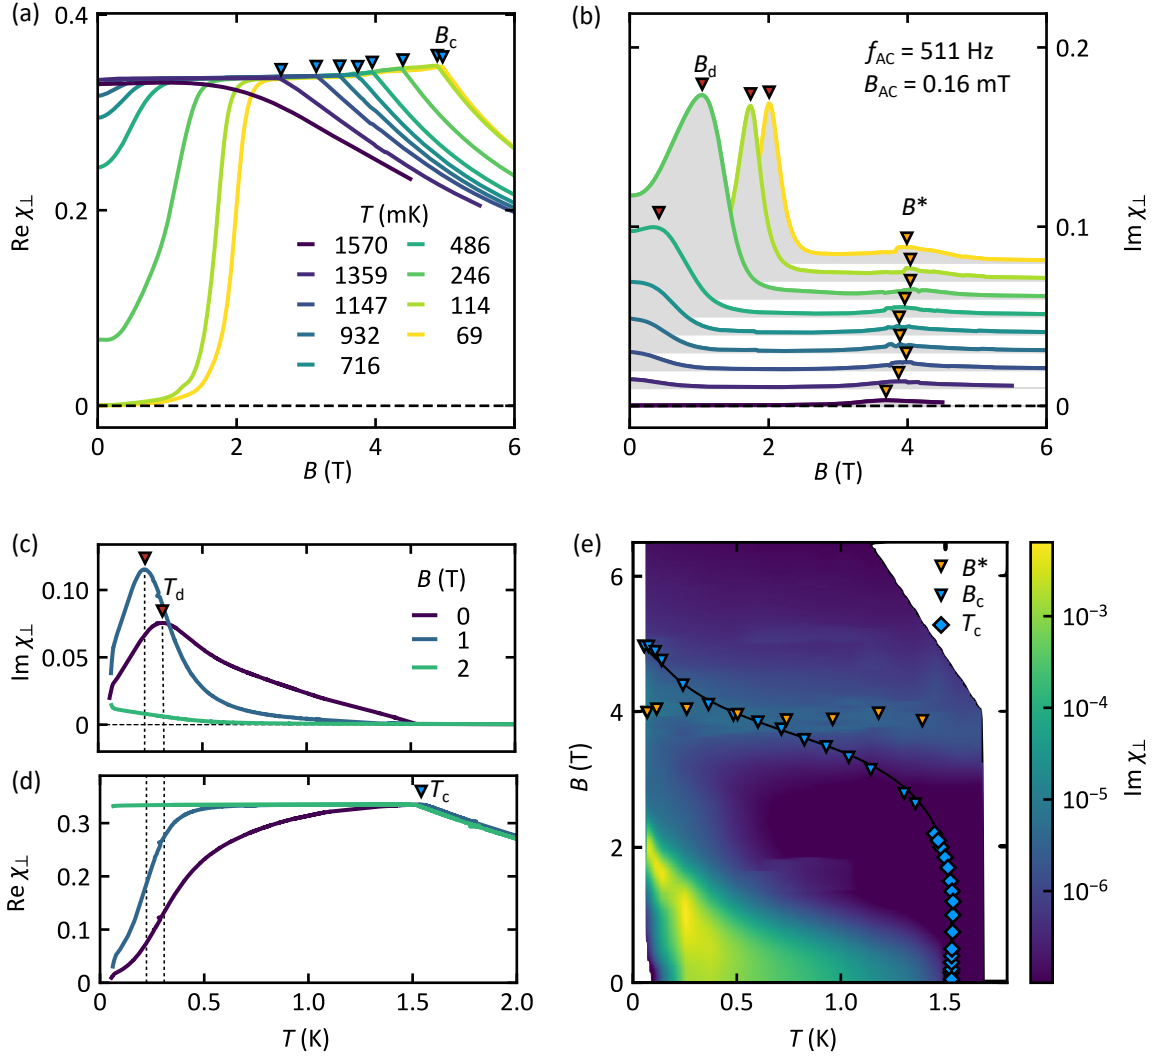 (a)
0.4
0.2
0
Re χ⊥
B_c
T (mK)
1570
486
1359
246
1147
114
932
69
716
0
2
4
6
B (T)
(b)
f_AC = 511 Hz
B_AC = 0.16 mT
B_d
B*
0.2
0.1
0
Im χ⊥
0
2
4
6
B (T)
(c)
0.10
0.05
0
Im χ⊥
T_d
B (T)
0
1
2
(d)
0.3
0.2
0.1
0
Re χ⊥
T_c
0
0.5
1.0
1.5
2.0
T (K)
(e)
6
4
2
0
B (T)
B*
B_c
T_c
0
0.5
1.0
1.5
T (K)
10⁻³
10⁻⁴
10⁻⁵
10⁻⁶
Im χ⊥